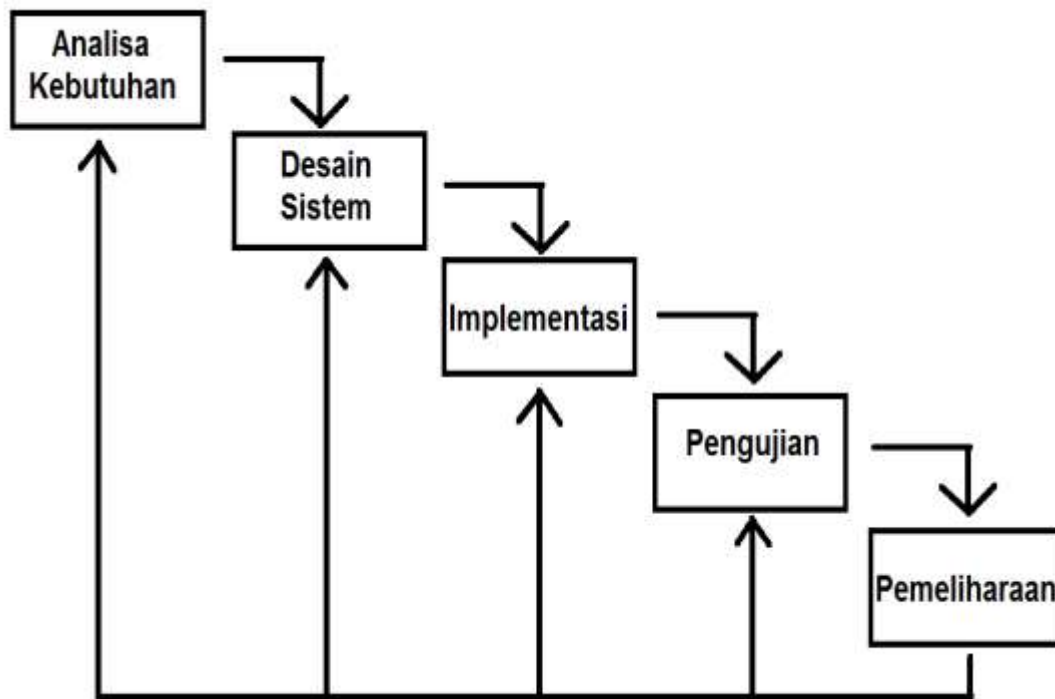 Analisa
Kebutuhan
Desain
Sistem
Implementasi
Pengujian
Pemeliharaan